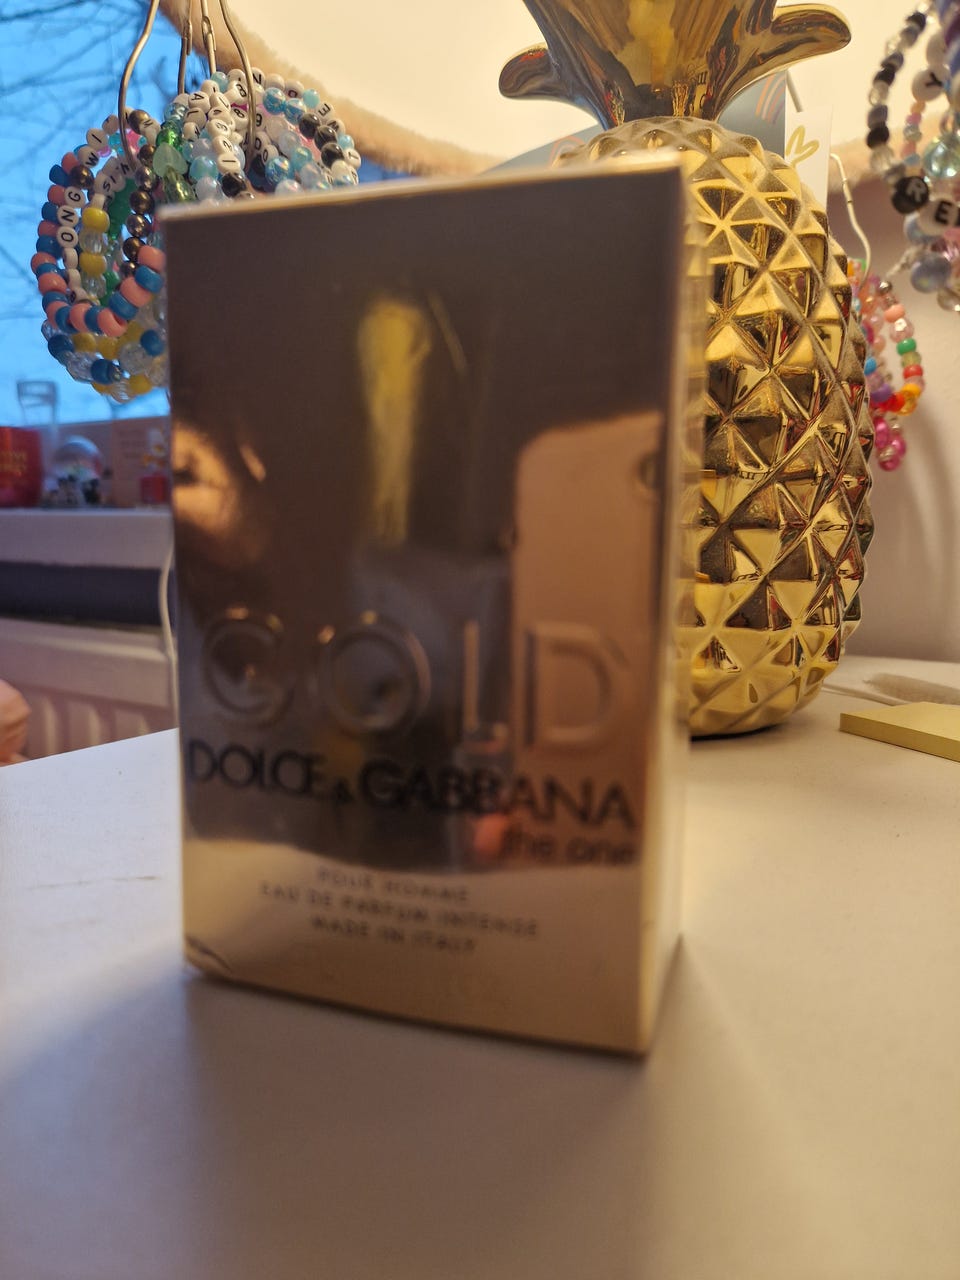 GOLD
DOLCE & GABBANA
the one
POUR HOMME
EAU DE PARFUM INTENSE
MADE IN ITALY